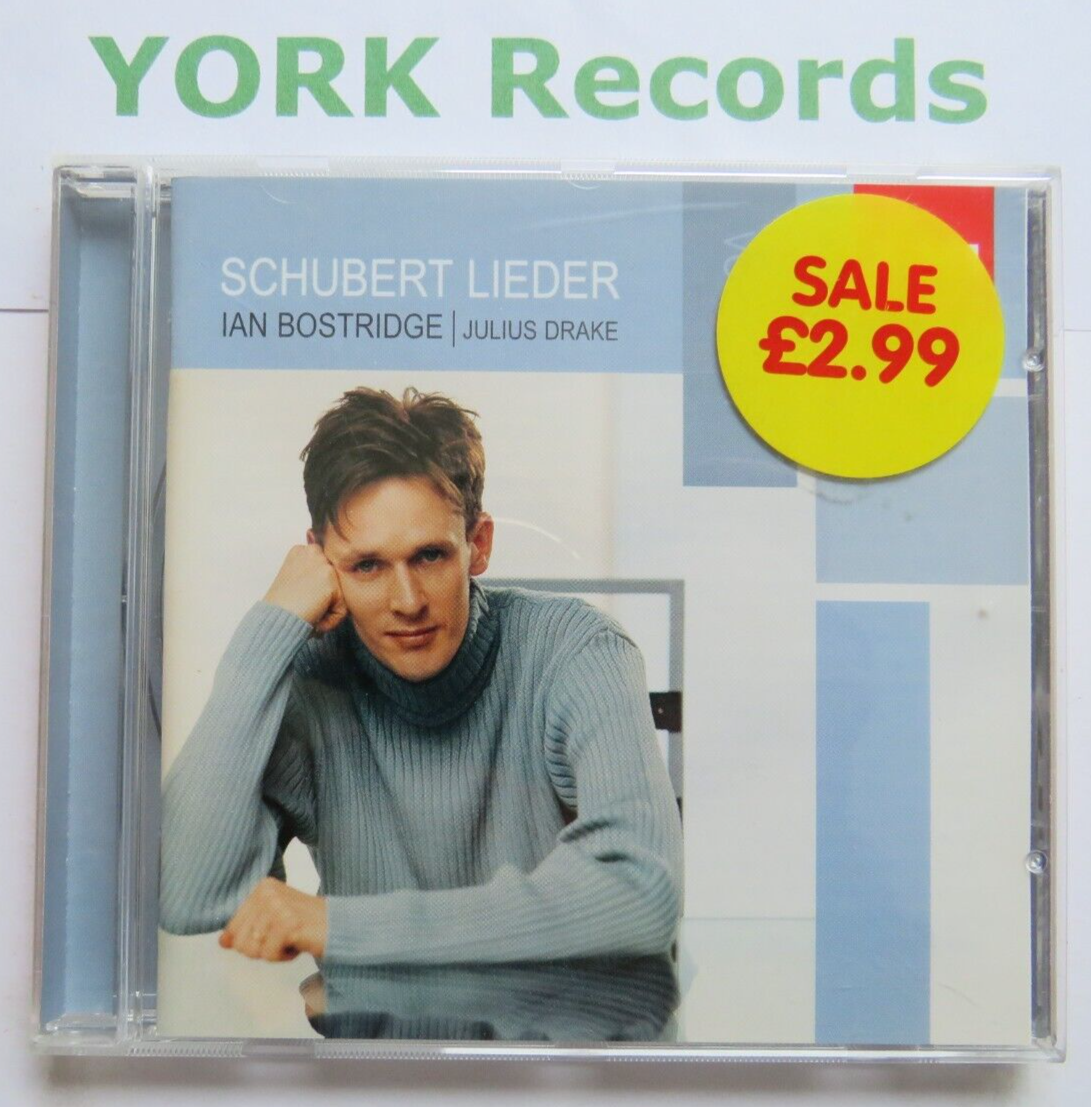 YORK Records
SCHUBERT LIEDER
IAN BOSTRIDGE | JULIUS DRAKE
SALE
£2.99